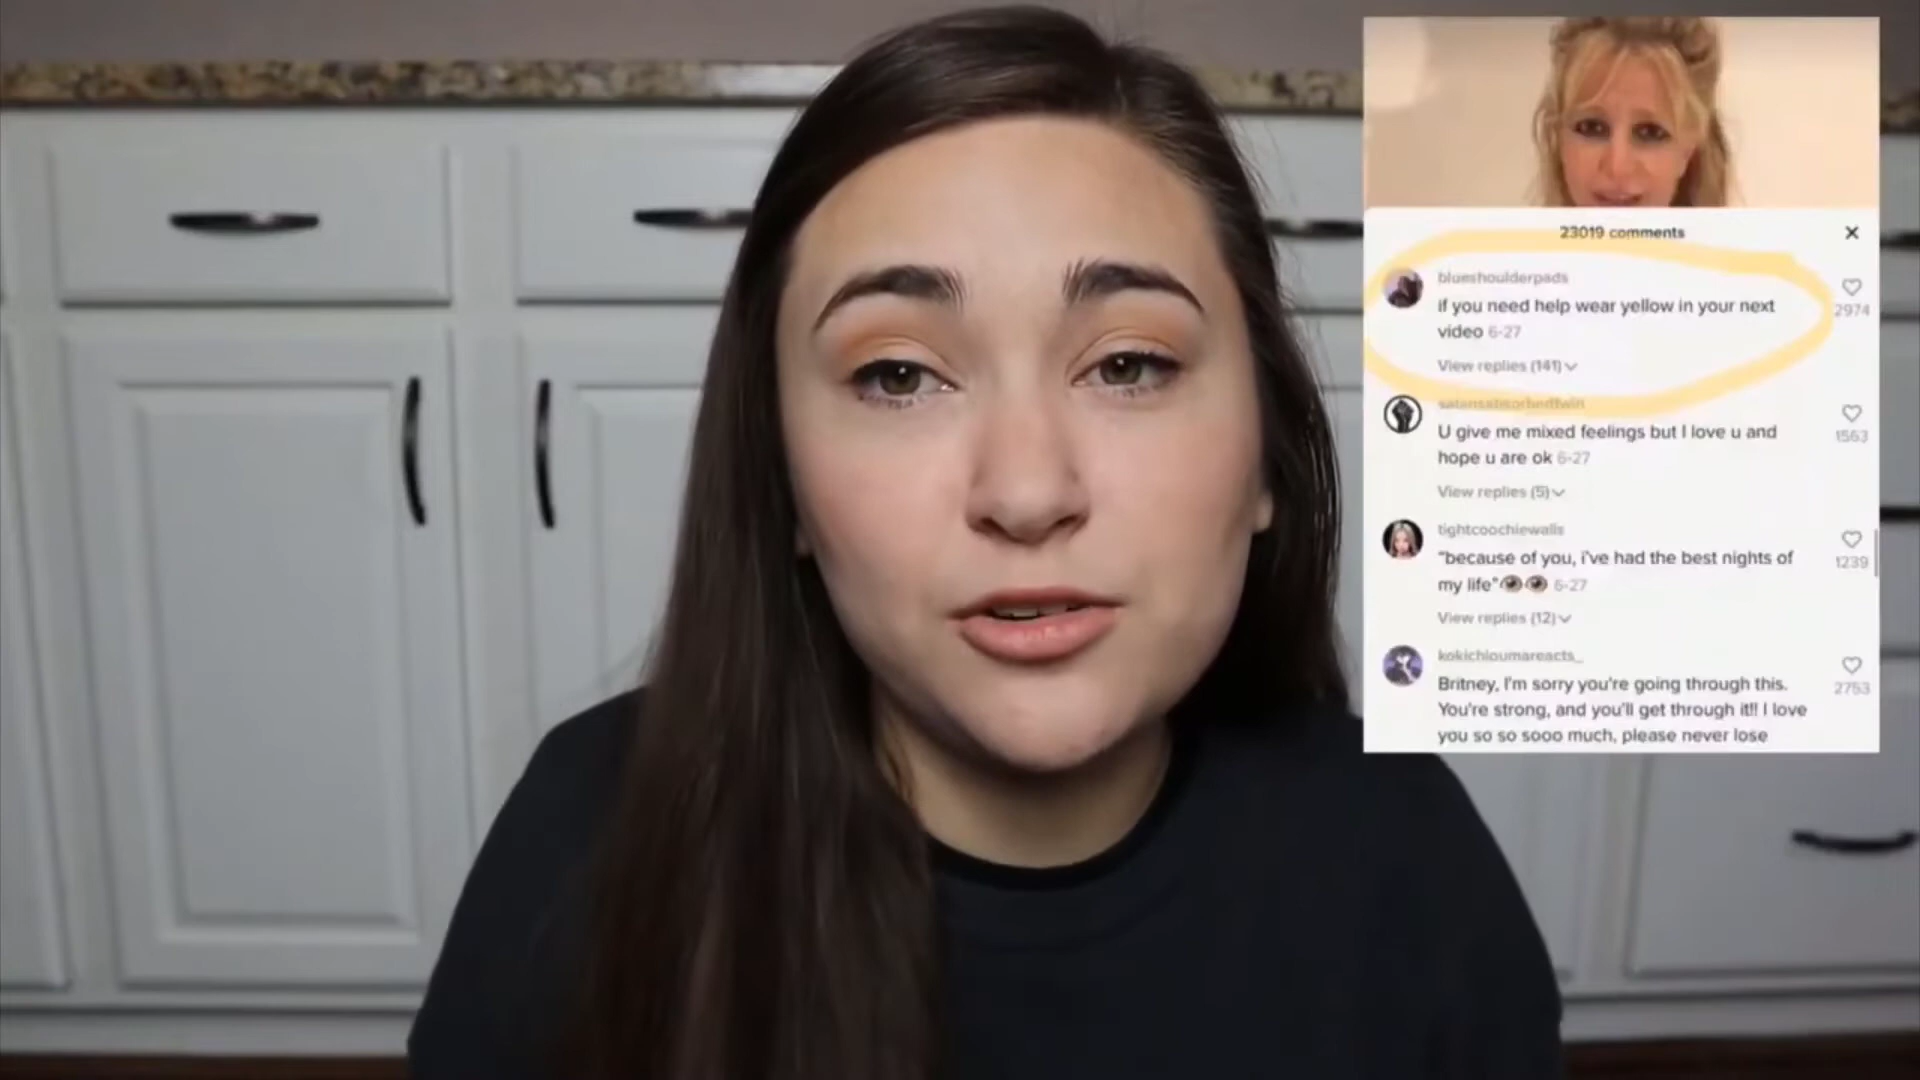 23019 comments
blueshoulderpads
if you need help wear yellow in your next
2974
video 6-27
View replies (141)
satansabsorbedtwin
U give me mixed feelings but I love u and
1563
hope u are ok 6-27
View replies (5)
tightcoochiewalls
"because of you, i've had the best nights of
1239
my life"👁️👁️ 6-27
View replies (12)
kokichioumareacts_
Britney, I'm sorry you're going through this.
2753
You're strong, and you'll get through it!! I love
you so so sooo much, please never lose